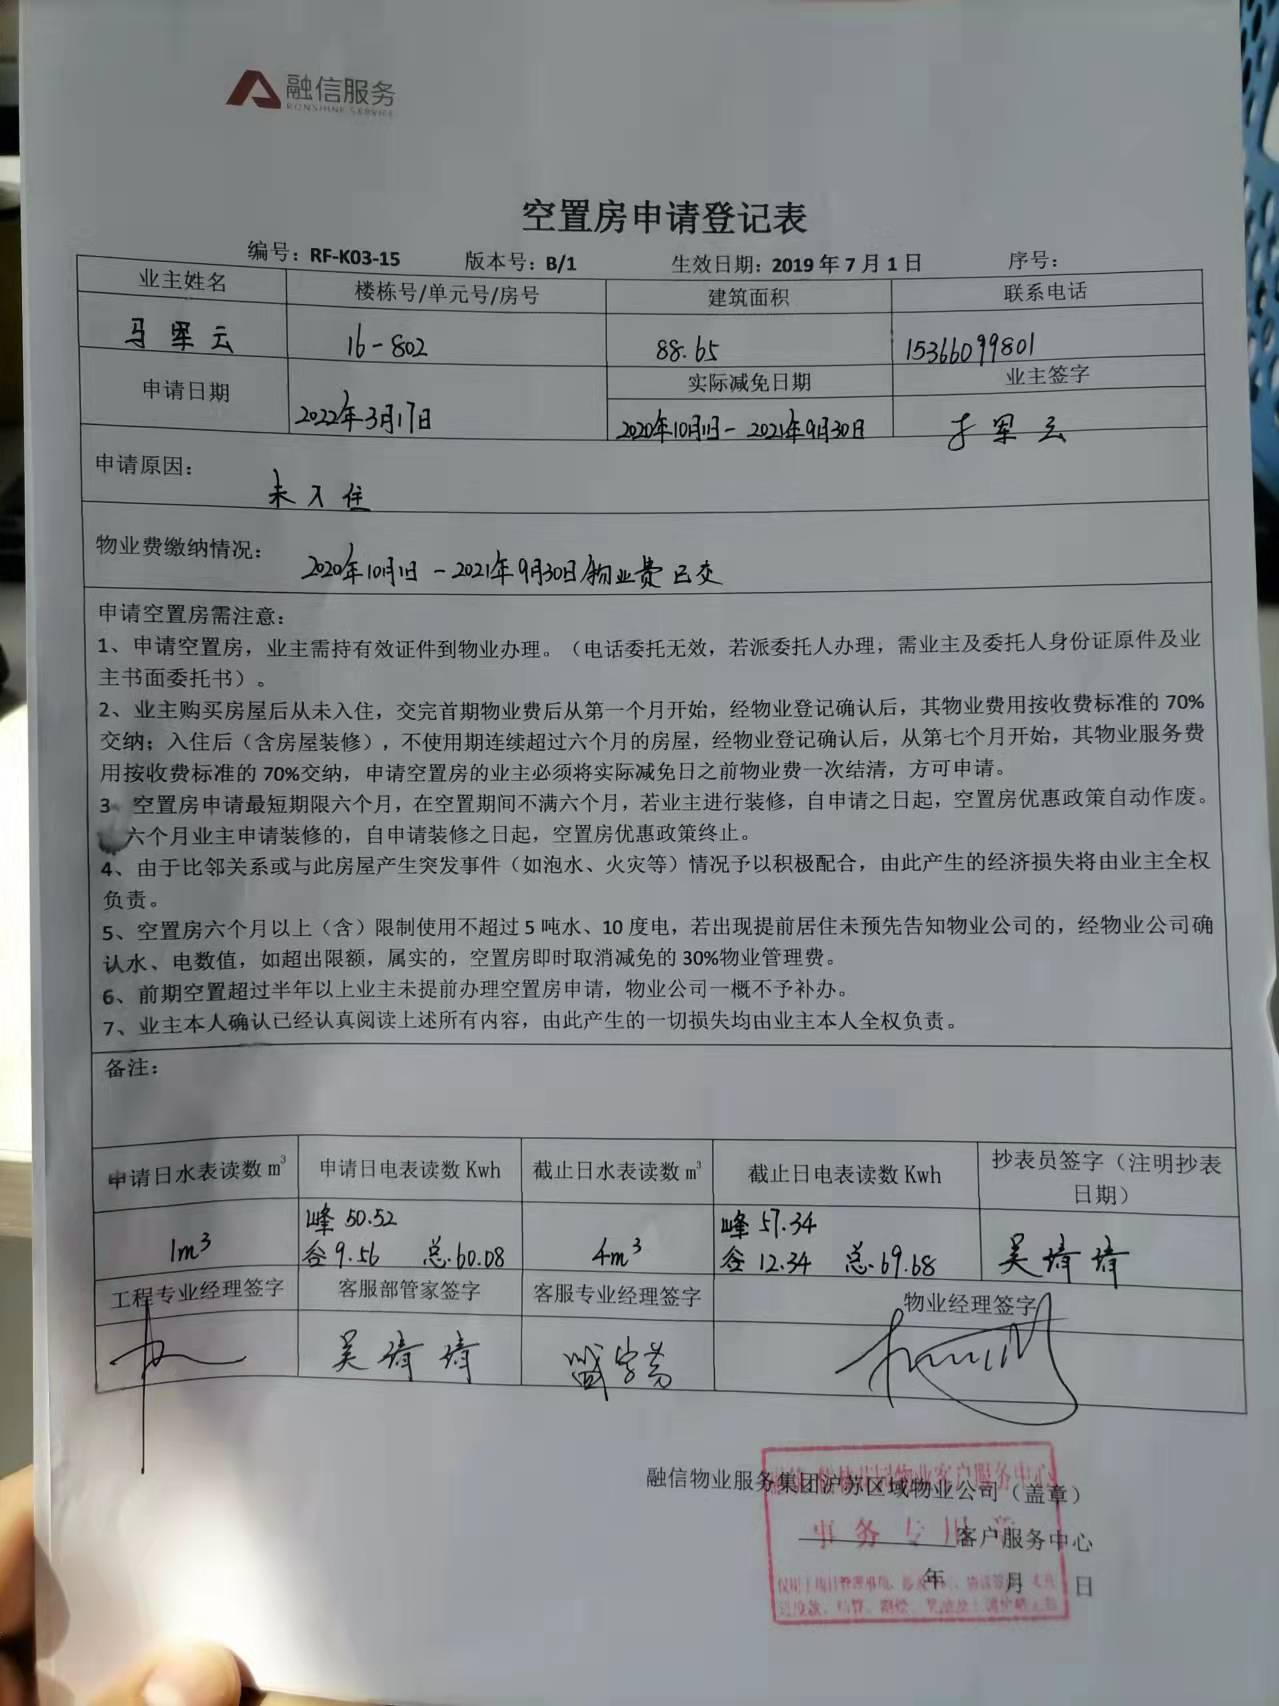 融信服务
RONSHINE SERVICE
空置房申请登记表
编号：RF-K03-15 版本号：B/1 生效日期：2019年7月1日 序号：
业主姓名 楼栋号/单元号/房号 建筑面积 联系电话
马军云 16-802 88.65 15366099801
申请日期 2022年3月17日 实际减免日期 业主签字
2020年10月1日-2021年9月30日 军云
申请原因：
未入住
物业费缴纳情况：
2020年10月1日-2021年9月30日物业费已交
申请空置房需注意：
1、申请空置房，业主需持有效证件到物业办理。（电话委托无效，若派委托人办理，需业主及委托人身份证原件及业
主书面委托书）。
2、业主购买房屋后从未入住，交完首期物业费后从第一个月开始，经物业登记确认后，其物业费用按收费标准的70%
交纳；入住后（含房屋装修），不使用期连续超过六个月的房屋，经物业登记确认后，从第七个月开始，其物业服务费
用按收费标准的70%交纳，申请空置房的业主必须将实际减免日之前物业费一次结清，方可申请。
3、空置房申请最短期限六个月，在空置期间不满六个月，若业主进行装修，自申请之日起，空置房优惠政策自动作废。
六个月业主申请装修的，自申请装修之日起，空置房优惠政策终止。
4、由于比邻关系或与此房屋产生突发事件（如泡水、火灾等）情况予以积极配合，由此产生的经济损失将由业主全权
负责。
5、空置房六个月以上（含）限制使用不超过5吨水、10度电，若出现提前居住未预先告知物业公司的，经物业公司确
认水、电数值，如超出限额，属实的，空置房即时取消减免的30%物业管理费。
6、前期空置超过半年以上业主未提前办理空置房申请，物业公司一概不予补办。
7、业主本人确认已经认真阅读上述所有内容，由此产生的一切损失均由业主本人全权负责。
备注：
申请日水表读数m³ 申请日电表读数Kwh 截止日水表读数m³ 截止日电表读数Kwh 抄表员签字（注明抄表
日期）
1m³ 峰50.52 4m³ 峰57.34 吴琦琦
谷9.56 总.60.08 谷12.34 总.69.68
工程专业经理签字 客服部管家签字 客服专业经理签字 物业经理签字
吴琦琦
融信物业服务集团沪苏区域物业公司（盖章）
物业客户服务中心
事务专用章
客户服务中心
年 月 日